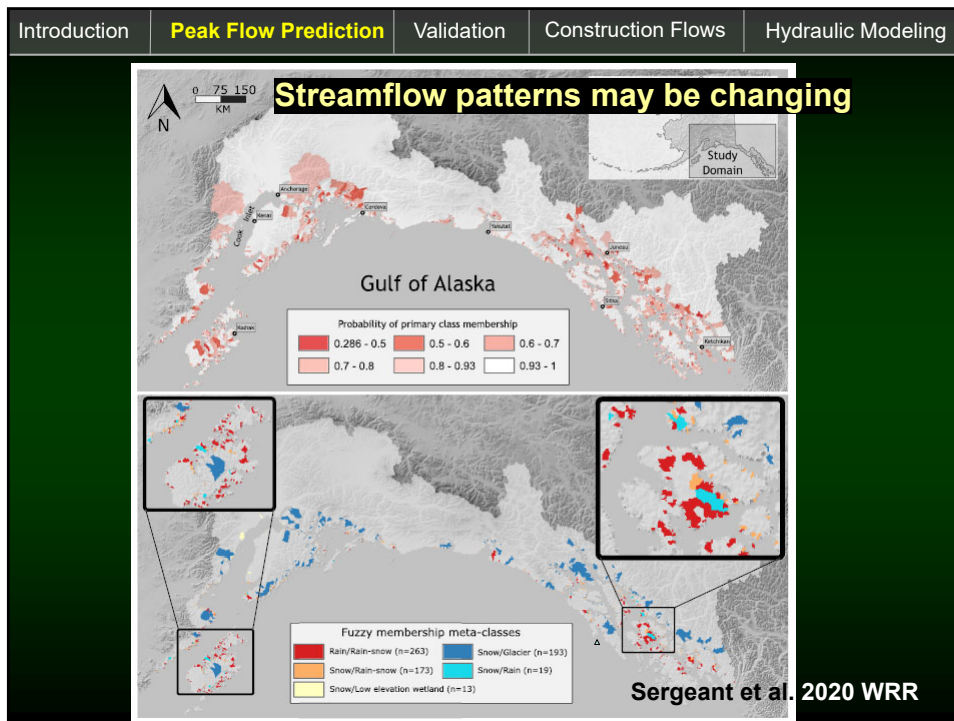 Introduction Peak Flow Prediction Validation Construction Flows Hydraulic Modeling
Streamflow patterns may be changing
0 75 150
KM
N
Study
Domain
Anchorage
Kenai
Cook Inlet
Cordova
Yakutat
Juneau
Sitka
Kodiak
Ketchikan
Gulf of Alaska
Probability of primary class membership
0.286 - 0.5 0.5 - 0.6 0.6 - 0.7
0.7 - 0.8 0.8 - 0.93 0.93 - 1
Fuzzy membership meta-classes
Rain/Rain-snow (n=263) Snow/Glacier (n=193)
Snow/Rain-snow (n=173) Snow/Rain (n=19)
Snow/Low elevation wetland (n=13)
Sergeant et al. 2020 WRR